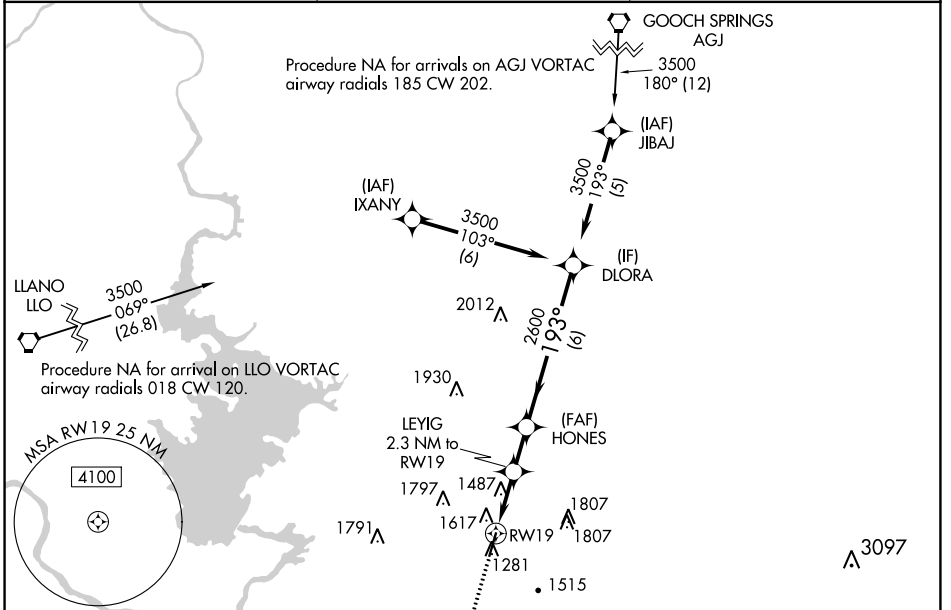 GOOCH SPRINGS
AGJ
Procedure NA for arrivals on AGJ VORTAC
airway radials 185 CW 202.
3500
180° (12)
(IAF)
JIBAJ
3500
193°
(5)
(IAF)
IXANY
3500
103°
(6)
(IF)
DLORA
LLANO
LLO
3500
069°
(26.8)
2012
2600
193°
(6)
Procedure NA for arrival on LLO VORTAC
airway radials 018 CW 120.
1930
(FAF)
HONES
LEYIG
2.3 NM to
RW19
MSA RW19 25 NM
4100
1487
1797
1617
1807
1807
RW19
1791
1281
3097
1515